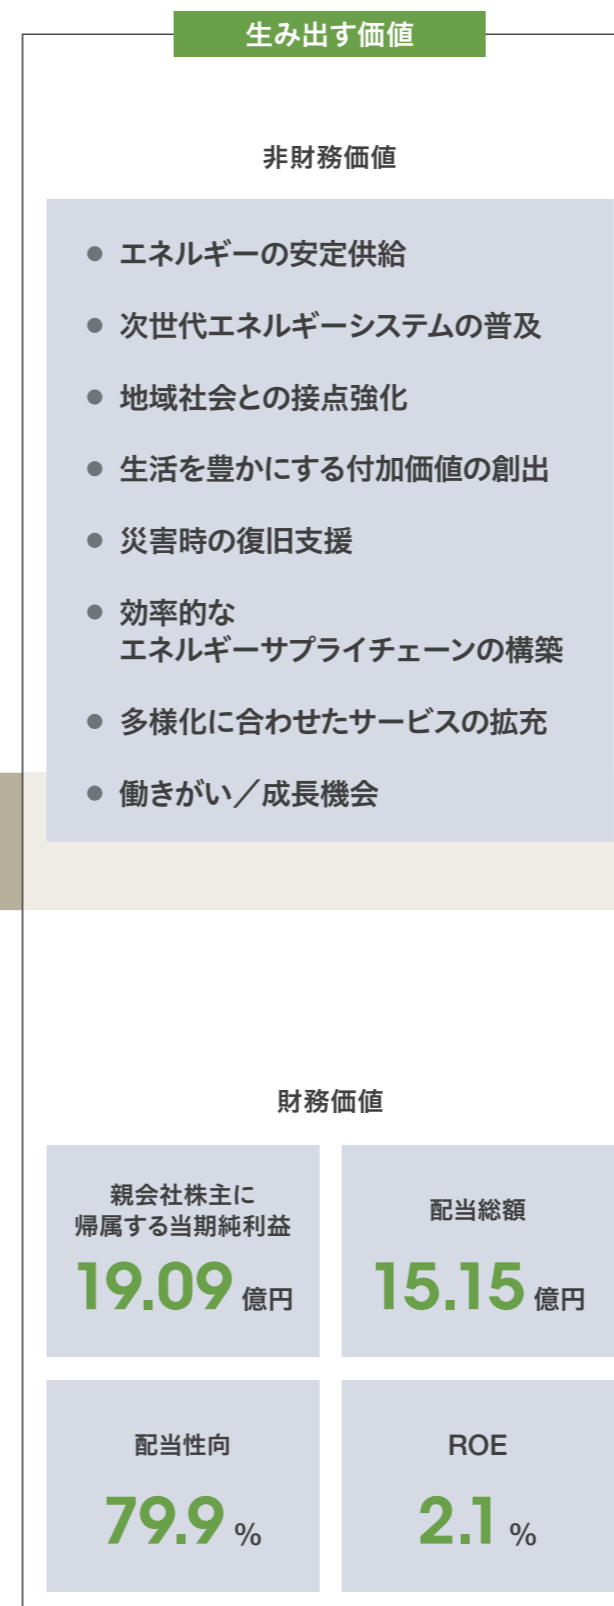 生み出す価値
非財務価値
● エネルギーの安定供給
● 次世代エネルギーシステムの普及
● 地域社会との接点強化
● 生活を豊かにする付加価値の創出
● 災害時の復旧支援
● 効率的な
エネルギーサプライチェーンの構築
● 多様化に合わせたサービスの拡充
● 働きがい／成長機会
財務価値
親会社株主に
帰属する当期純利益
19.09 億円
配当総額
15.15 億円
配当性向
79.9 %
ROE
2.1 %